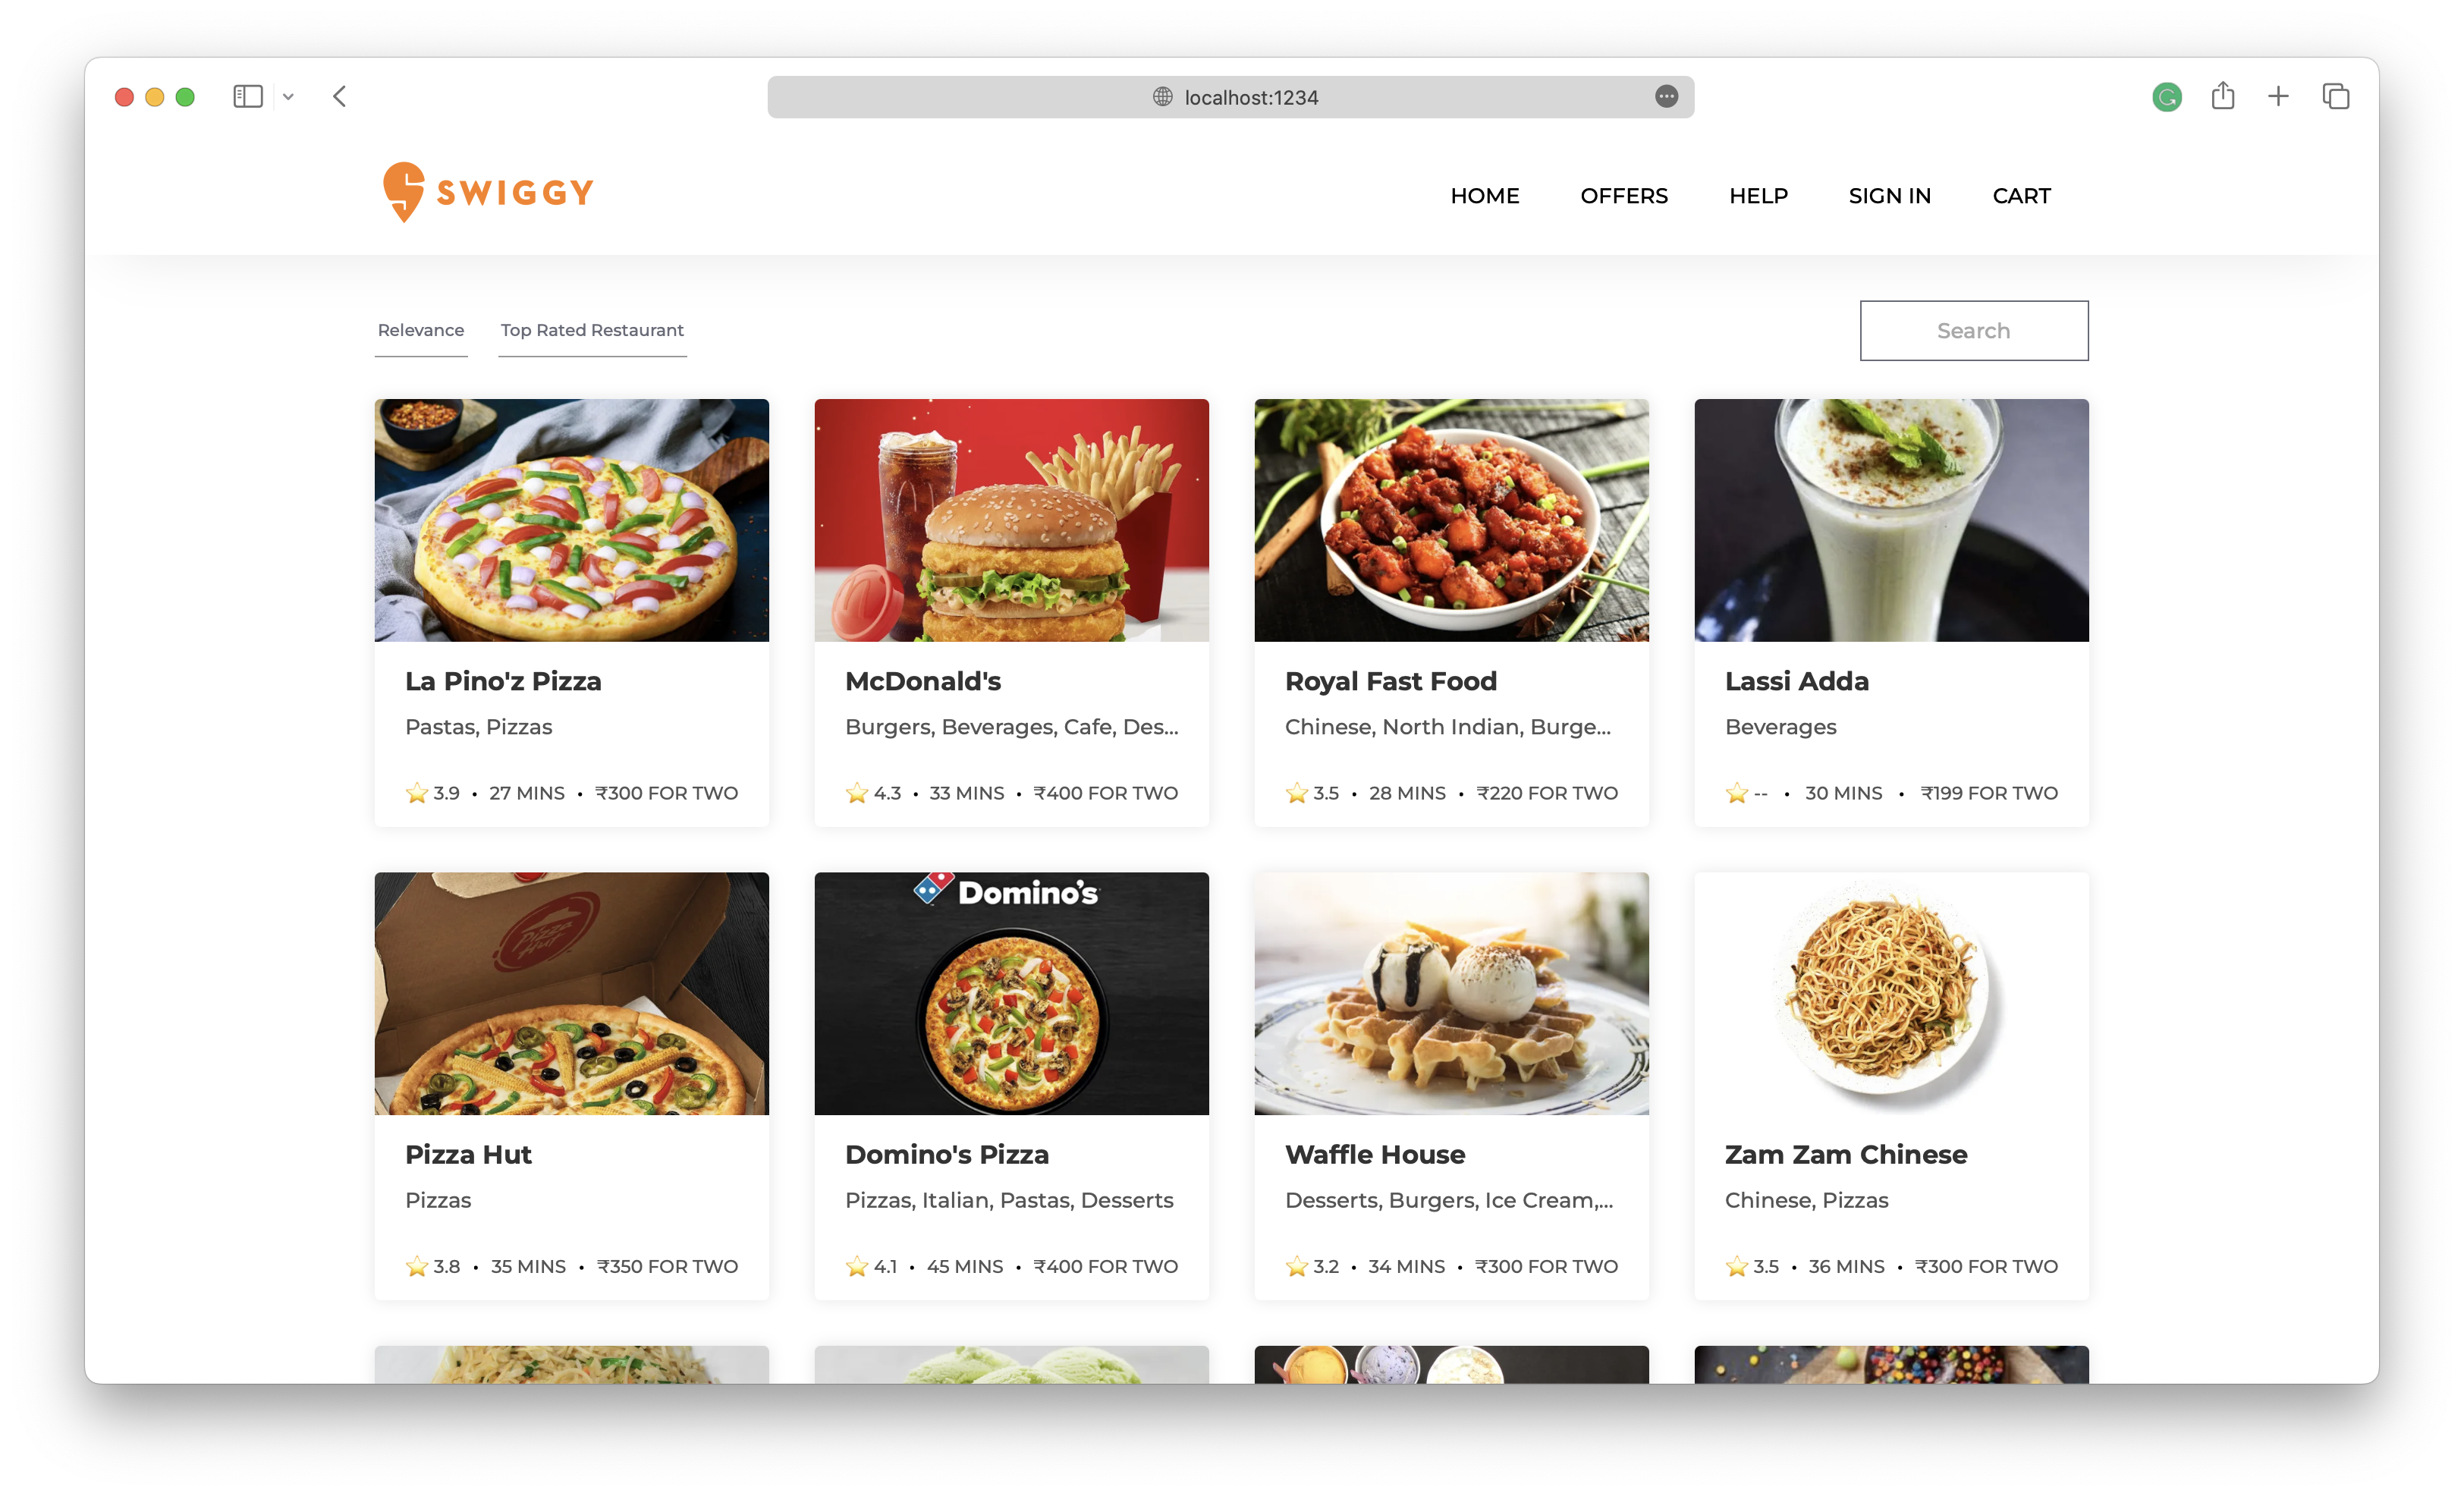 localhost:1234
SWIGGY
HOME OFFERS HELP SIGN IN CART
Relevance Top Rated Restaurant Search
La Pino'z Pizza
Pastas, Pizzas
⭐ 3.9 • 27 MINS • ₹300 FOR TWO
McDonald's
Burgers, Beverages, Cafe, Des...
⭐ 4.3 • 33 MINS • ₹400 FOR TWO
Royal Fast Food
Chinese, North Indian, Burge...
⭐ 3.5 • 28 MINS • ₹220 FOR TWO
Lassi Adda
Beverages
⭐ -- • 30 MINS • ₹199 FOR TWO
Pizza Hut
Pizza Hut
Pizzas
⭐ 3.8 • 35 MINS • ₹350 FOR TWO
Domino's
Domino's Pizza
Pizzas, Italian, Pastas, Desserts
⭐ 4.1 • 45 MINS • ₹400 FOR TWO
Waffle House
Desserts, Burgers, Ice Cream,...
⭐ 3.2 • 34 MINS • ₹300 FOR TWO
Zam Zam Chinese
Chinese, Pizzas
⭐ 3.5 • 36 MINS • ₹300 FOR TWO